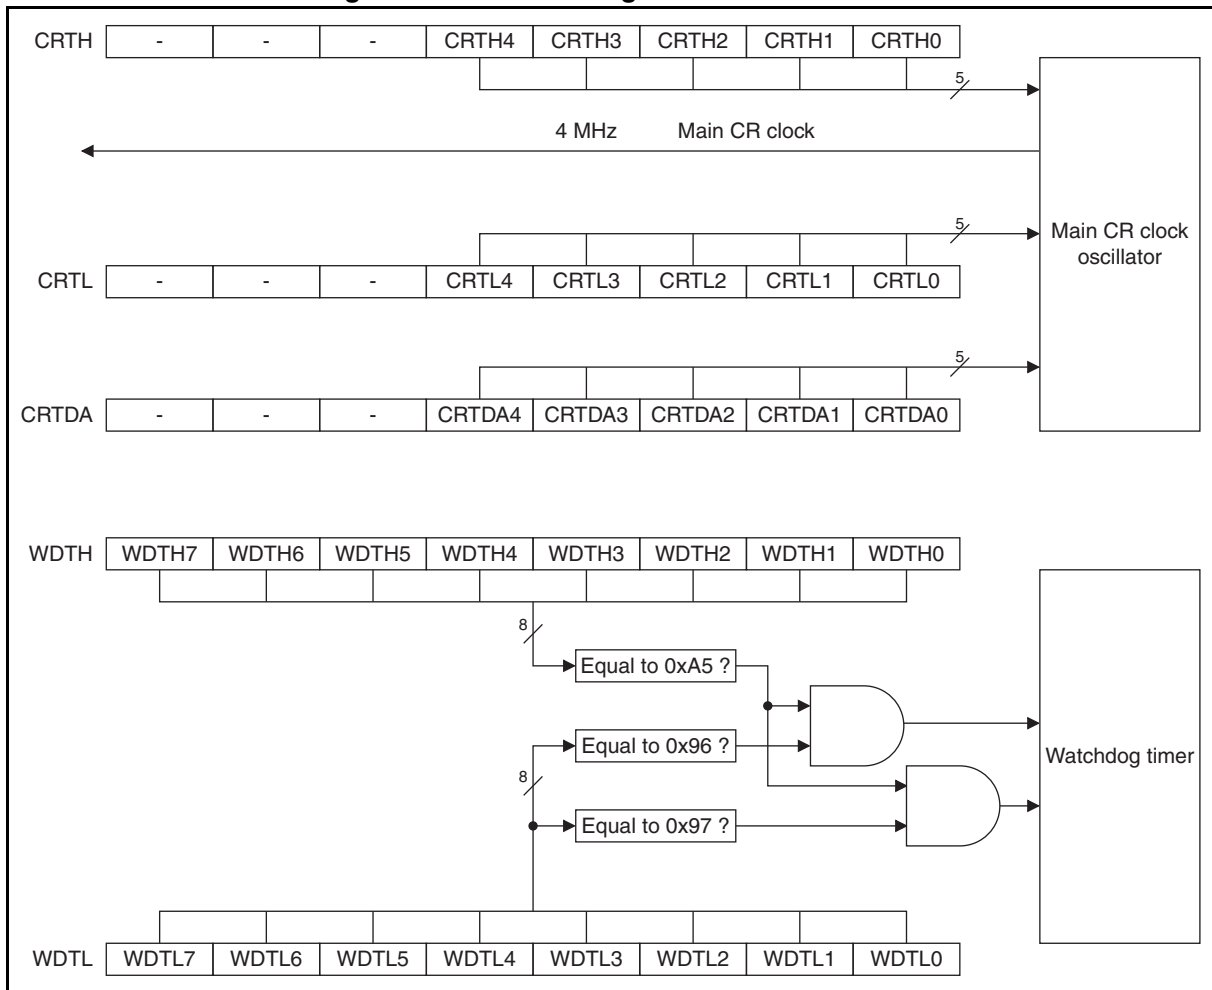 CRTH - - - CRTH4 CRTH3 CRTH2 CRTH1 CRTH0
5
4 MHz Main CR clock
5
Main CR clock
oscillator
CRTL - - - CRTL4 CRTL3 CRTL2 CRTL1 CRTL0
5
CRTDA - - - CRTDA4 CRTDA3 CRTDA2 CRTDA1 CRTDA0
WDTH WDTH7 WDTH6 WDTH5 WDTH4 WDTH3 WDTH2 WDTH1 WDTH0
8
Equal to 0xA5 ?
Equal to 0x96 ?
Watchdog timer
8
Equal to 0x97 ?
WDTL WDTL7 WDTL6 WDTL5 WDTL4 WDTL3 WDTL2 WDTL1 WDTL0